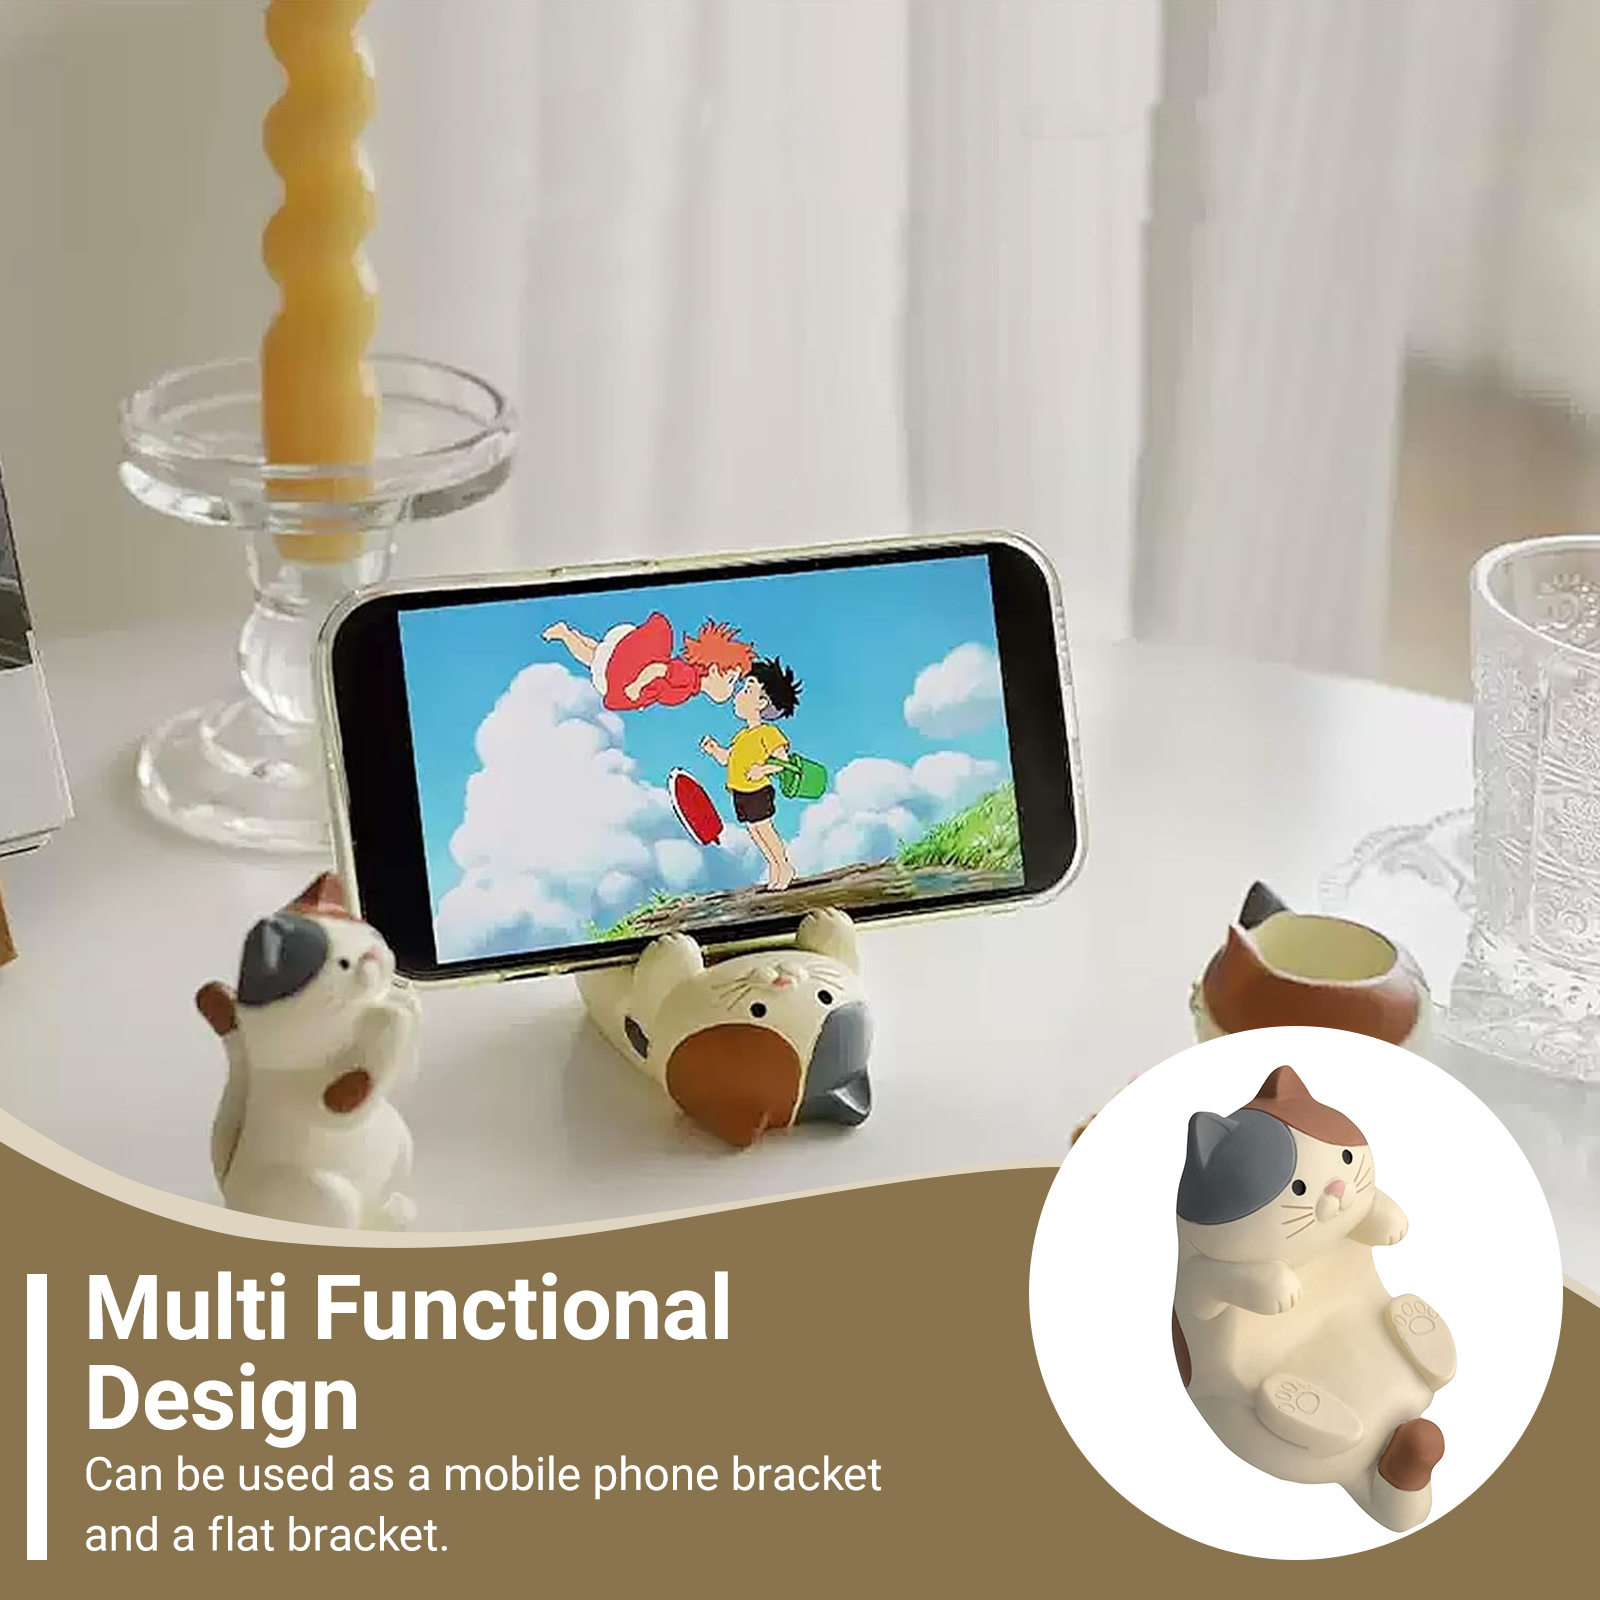 Multi Functional
Design
Can be used as a mobile phone bracket
and a flat bracket.